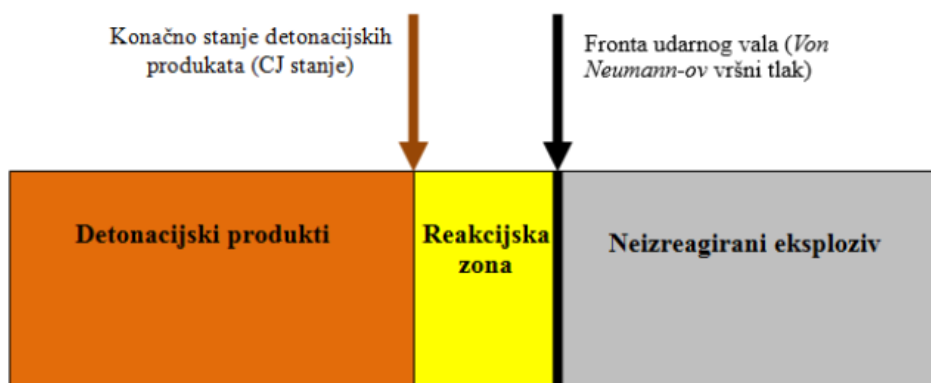 Konačno stanje detonacijskih
produkata (CJ stanje)
Fronta udarnog vala (Von
Neumann-ov vršni tlak)
Detonacijski produkti
Reakcijska
zona
Neizreagirani eksploziv